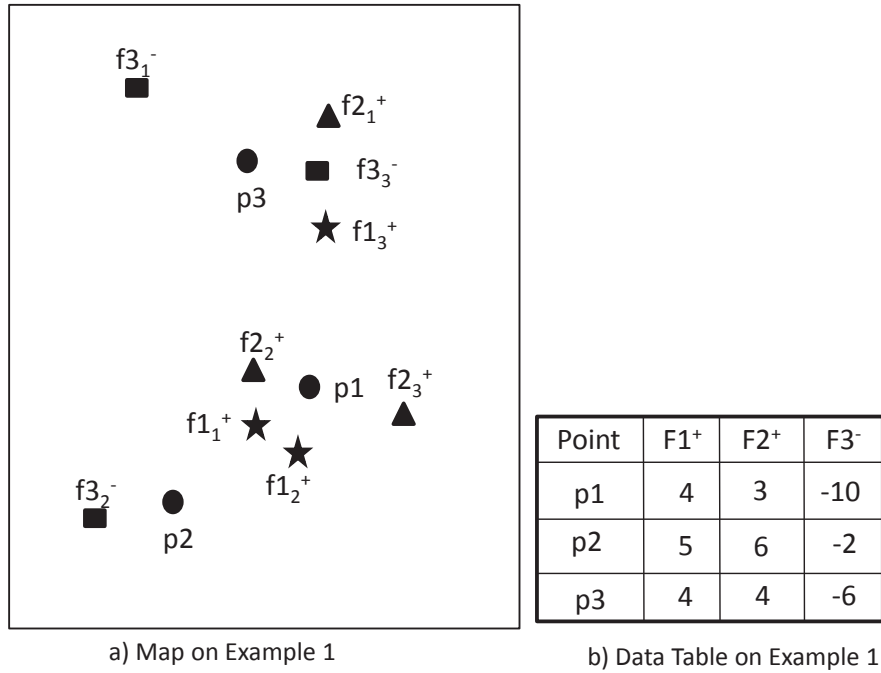 f3₁⁻
f2₁⁺
p3
f3₃⁻
f1₃⁺
f2₂⁺
p1
f2₃⁺
f1₁⁺
f1₂⁺
f3₂⁻
p2
a) Map on Example 1
Point F1⁺ F2⁺ F3⁻
p1 4 3 -10
p2 5 6 -2
p3 4 4 -6
b) Data Table on Example 1